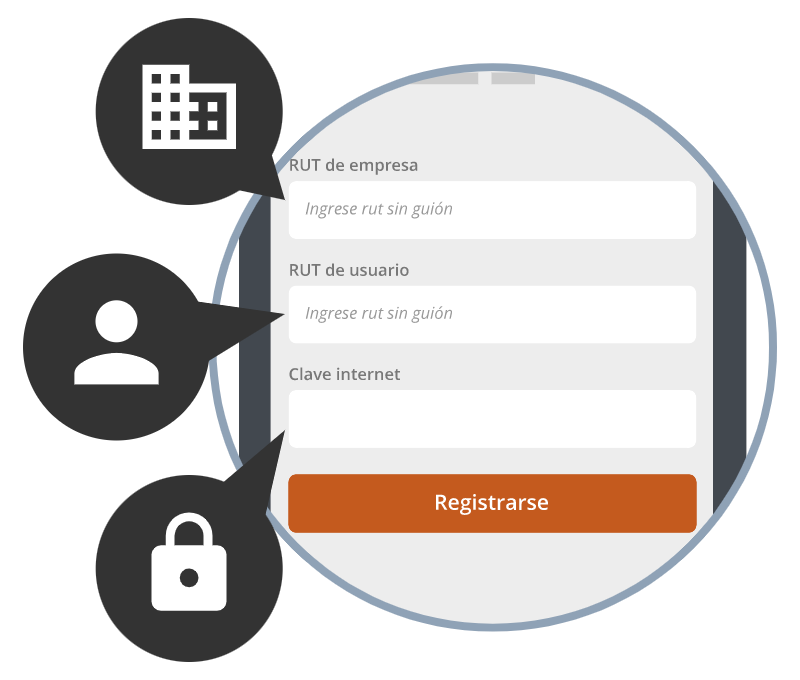 RUT de empresa
Ingrese rut sin guión
RUT de usuario
Ingrese rut sin guión
Clave internet
Registrarse